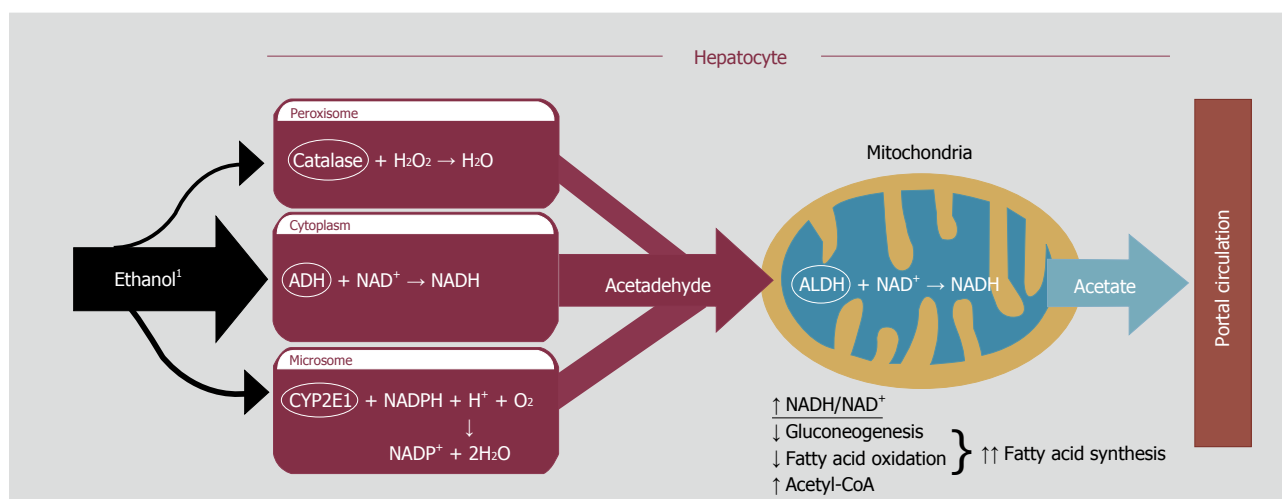 Hepatocyte
Peroxisome
Catalase + H₂O₂ → H₂O
Cytoplasm
Ethanol¹
ADH + NAD⁺ → NADH
Acetadehyde
Microsome
CYP2E1 + NADPH + H⁺ + O₂
↓
NADP⁺ + 2H₂O
Mitochondria
ALDH + NAD⁺ → NADH
Acetate
Portal circulation
↑ NADH/NAD⁺
↓ Gluconeogenesis
↓ Fatty acid oxidation } ↑↑ Fatty acid synthesis
↑ Acetyl-CoA